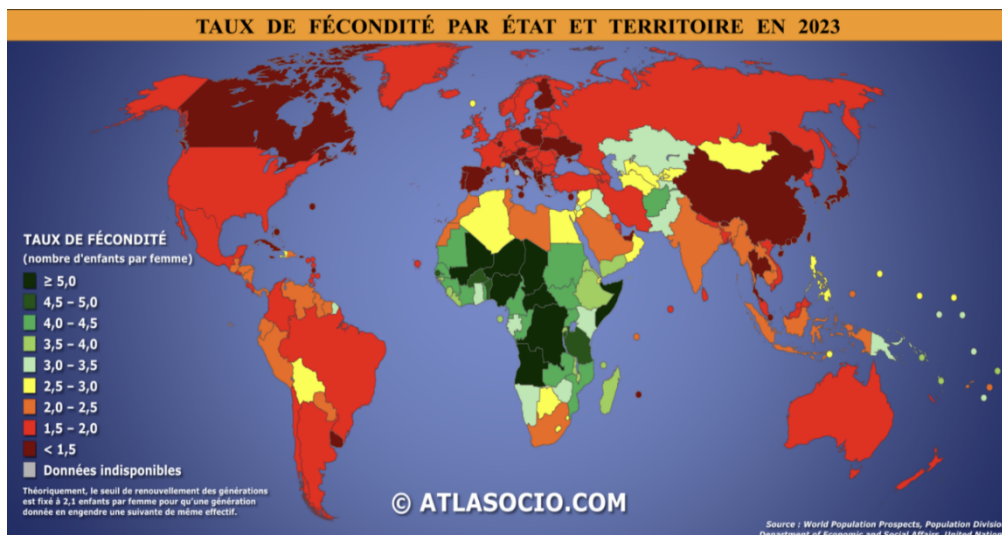 TAUX DE FÉCONDITÉ PAR ÉTAT ET TERRITOIRE EN 2023
TAUX DE FÉCONDITÉ
(nombre d'enfants par femme)
≥ 5,0
4,5 – 5,0
4,0 – 4,5
3,5 – 4,0
3,0 – 3,5
2,5 – 3,0
2,0 – 2,5
1,5 – 2,0
< 1,5
Données indisponibles
Théoriquement, le seuil de renouvellement des générations
est fixé à 2,1 enfants par femme pour qu'une génération
donnée en engendre une suivante de même effectif.
© ATLASOCIO.COM
Source : World Population Prospects, Population Divisio
Department of Economic and Social Affairs, United Nation